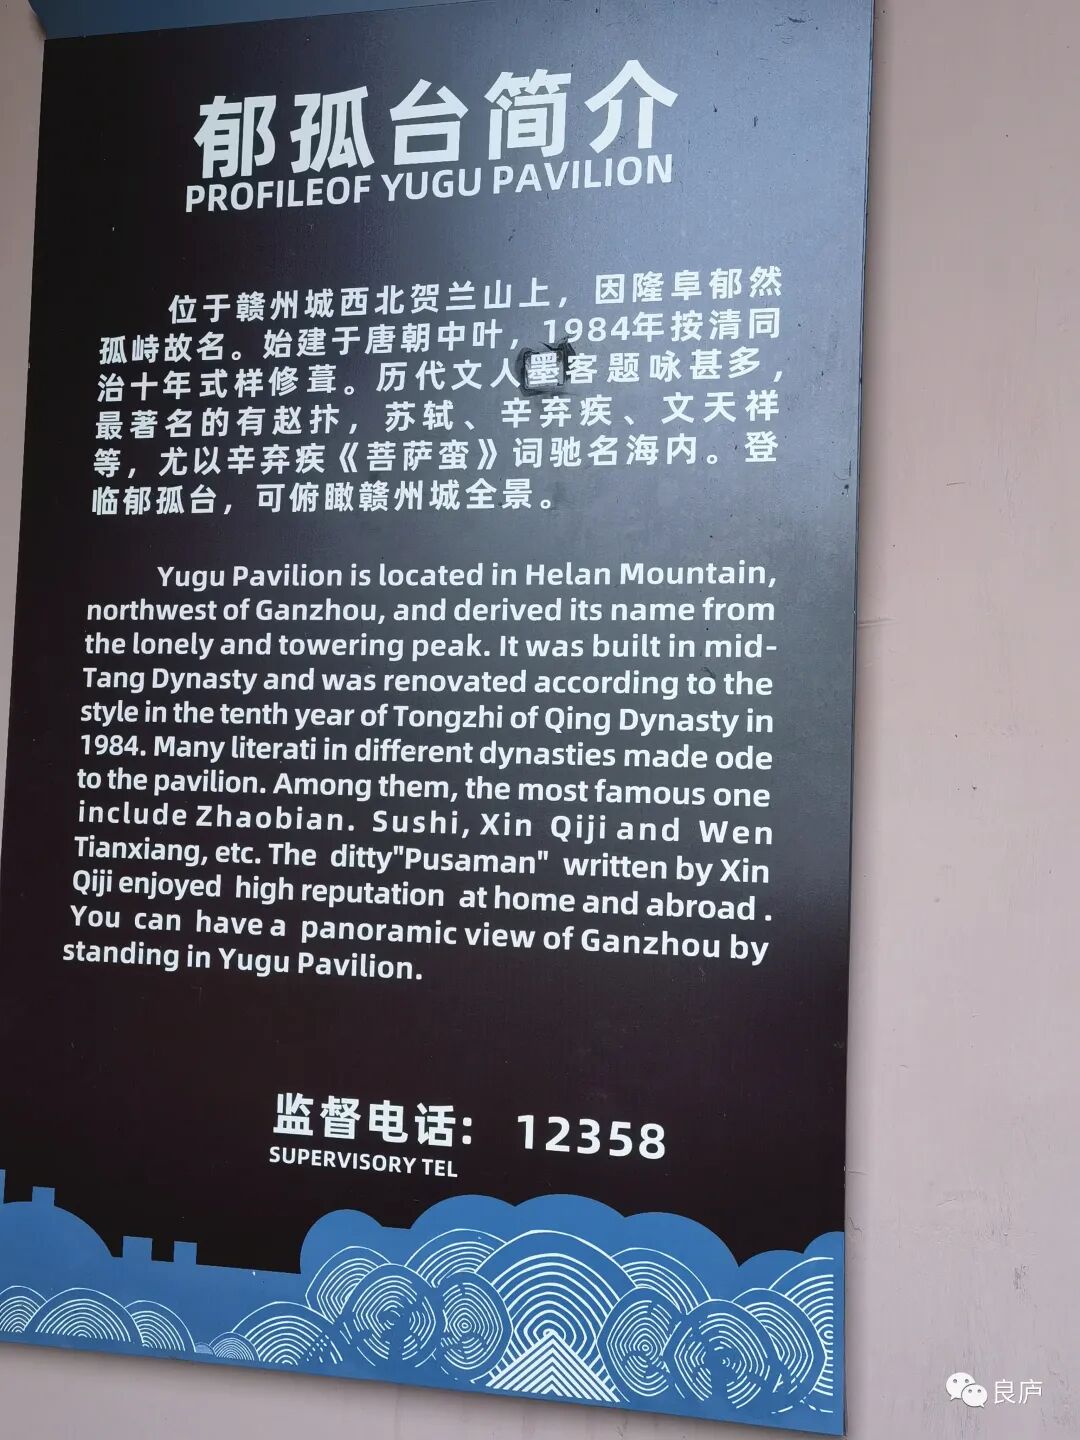 郁孤台简介
PROFILEOF YUGU PAVILION
位于赣州城西北贺兰山上，因隆阜郁然
孤峙故名。始建于唐朝中叶，1984年按清同
治十年式样修葺。历代文人墨客题咏甚多，
最著名的有赵抃，苏轼、辛弃疾、文天祥
等，尤以辛弃疾《菩萨蛮》词驰名海内。登
临郁孤台，可俯瞰赣州城全景。
Yugu Pavilion is located in Helan Mountain,
northwest of Ganzhou, and derived its name from
the lonely and towering peak. It was built in mid-
Tang Dynasty and was renovated according to the
style in the tenth year of Tongzhi of Qing Dynasty in
1984. Many literati in different dynasties made ode
to the pavilion. Among them, the most famous one
include Zhaobian. Sushi, Xin Qiji and Wen
Tianxiang, etc. The ditty"Pusaman" written by Xin
Qiji enjoyed high reputation at home and abroad .
You can have a panoramic view of Ganzhou by
standing in Yugu Pavilion.
监督电话: 12358
SUPERVISORY TEL
良庐